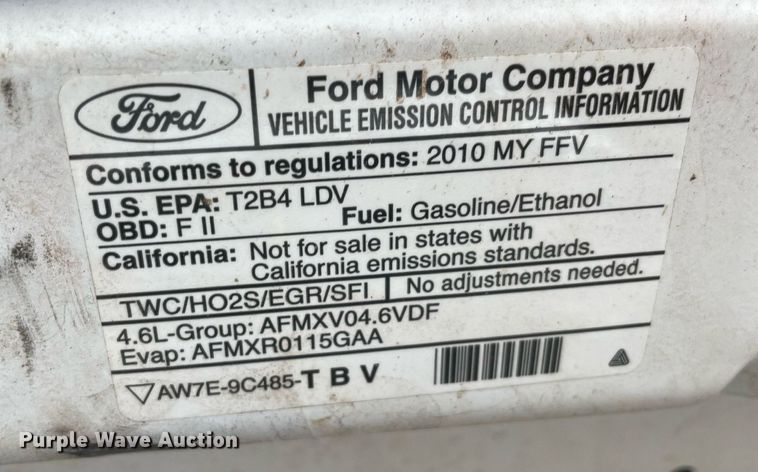 Ford
Ford Motor Company
VEHICLE EMISSION CONTROL INFORMATION
Conforms to regulations: 2010 MY FFV
U.S. EPA: T2B4 LDV
OBD: F II
Fuel: Gasoline/Ethanol
California: Not for sale in states with
California emissions standards.
TWC/HO2S/EGR/SFI
No adjustments needed.
4.6L-Group: AFMXV04.6VDF
Evap: AFMXR0115GAA
AW7E-9C485-T B V
Purple Wave Auction